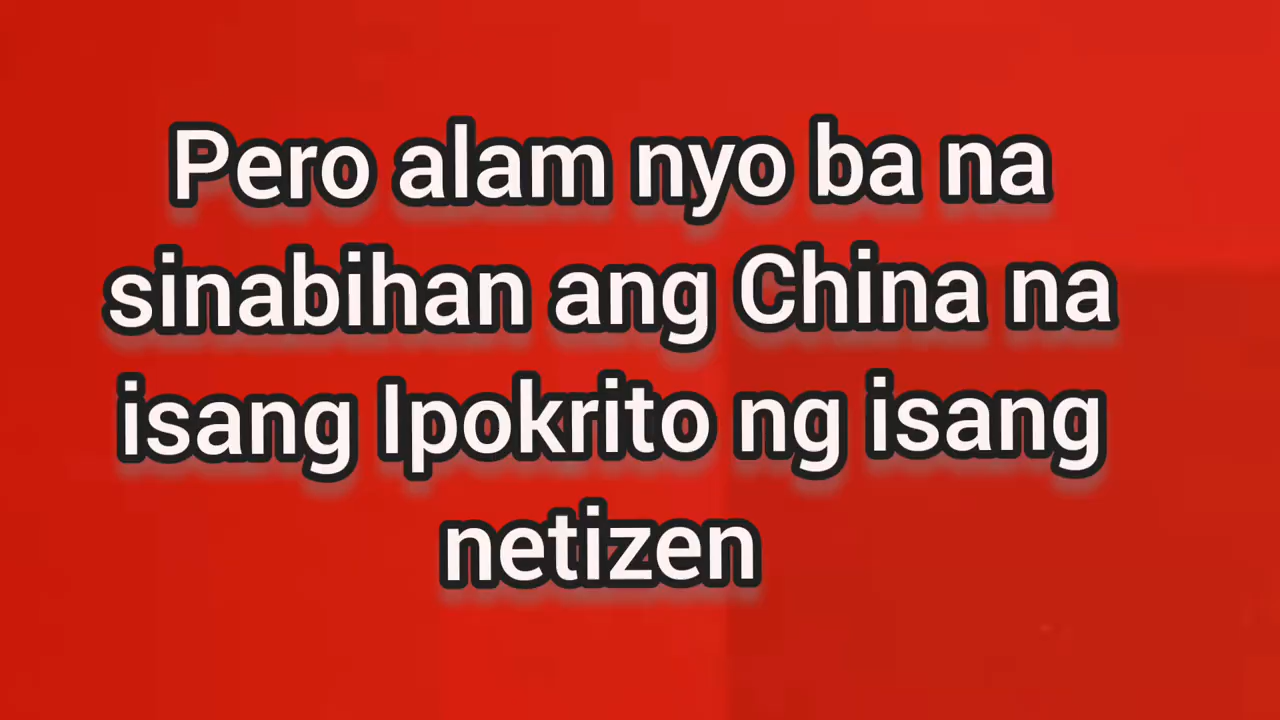 Pero alam nyo ba na
sinabihan ang China na
isang Ipokrito ng isang
netizen